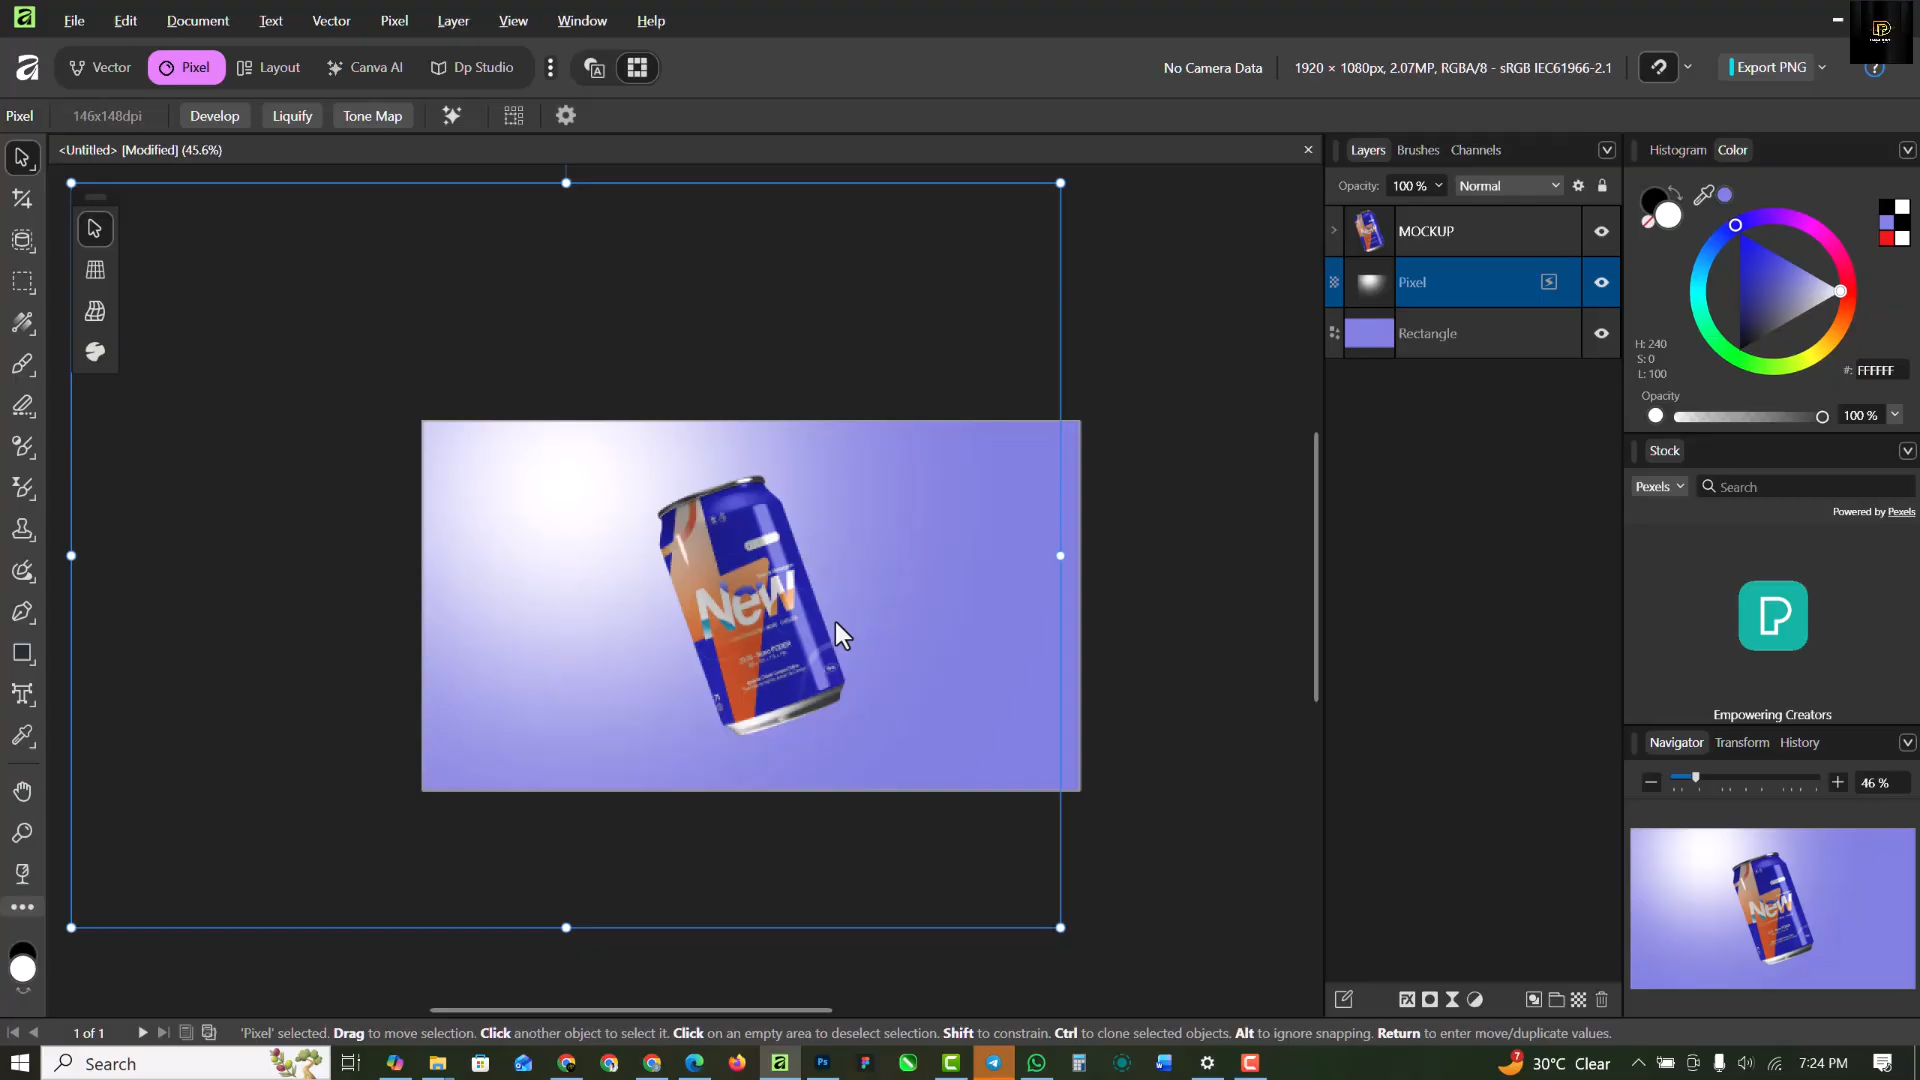 File Edit Document Text Vector Pixel Layer View Window Help
Vector Pixel Layout Canva AI Dp Studio
No Camera Data 1920 × 1080px, 2.07MP, RGBA/8 - sRGB IEC61966-2.1 Export PNG
Pixel 146x148dpi Develop Liquify Tone Map
<Untitled> [Modified] (45.6%)
Layers Brushes Channels
Opacity: 100 % Normal
MOCKUP
Pixel
Rectangle
Histogram Color
H: 240
S: 0
L: 100
#: FFFFFF
Opacity
100 %
Stock
Pexels Search
Powered by Pexels
Empowering Creators
Navigator Transform History
46 %
New
New
1 of 1
'Pixel' selected. Drag to move selection. Click another object to select it. Click on an empty area to deselect selection. Shift to constrain. Ctrl to clone selected objects. Alt to ignore snapping. Return to enter move/duplicate values.
Search
7 30°C Clear 7:24 PM